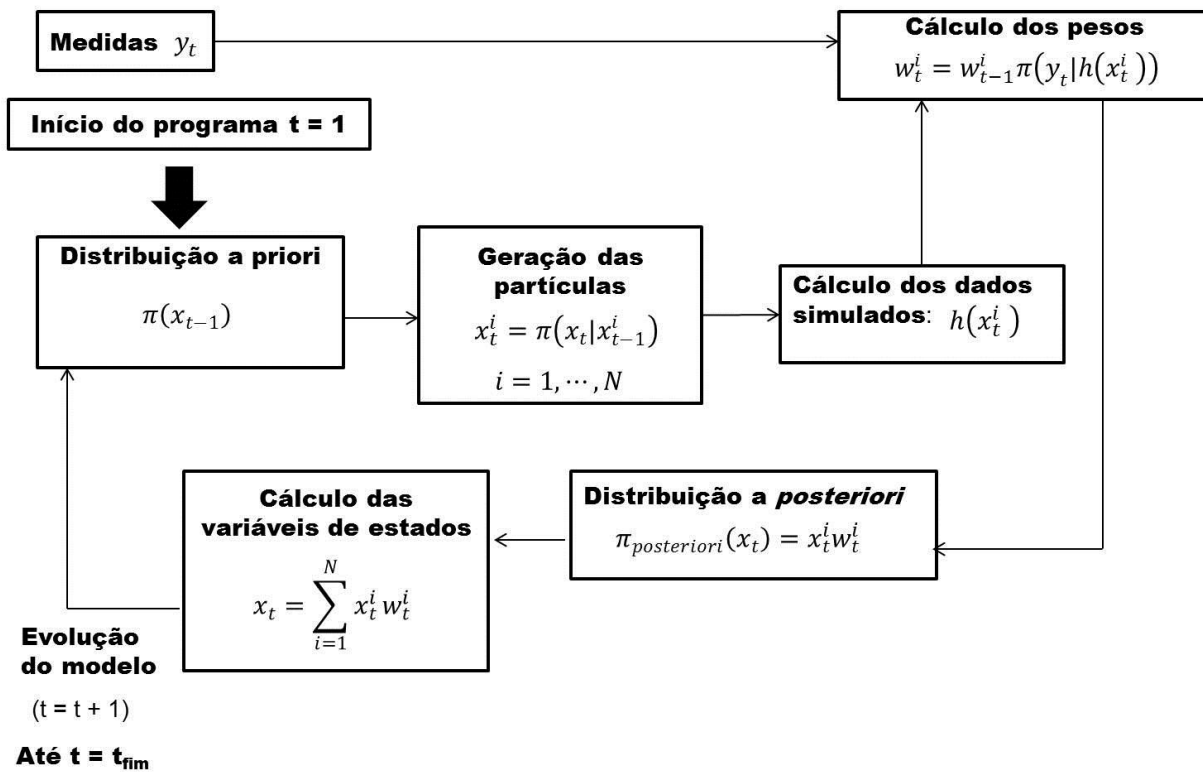 Medidas y_t
Cálculo dos pesos
w_t^i = w_{t-1}^i π(y_t|h(x_t^i))
Início do programa t = 1
Distribuição a priori
π(x_{t-1})
Geração das
partículas
x_t^i = π(x_t|x_{t-1}^i)
i = 1, ⋯, N
Cálculo dos dados
simulados: h(x_t^i)
Distribuição a posteriori
π_{posteriori}(x_t) = x_t^i w_t^i
Cálculo das
variáveis de estados
x_t = ∑_{i=1}^{N} x_t^i w_t^i
Evolução
do modelo
(t = t + 1)
Até t = t_{fim}